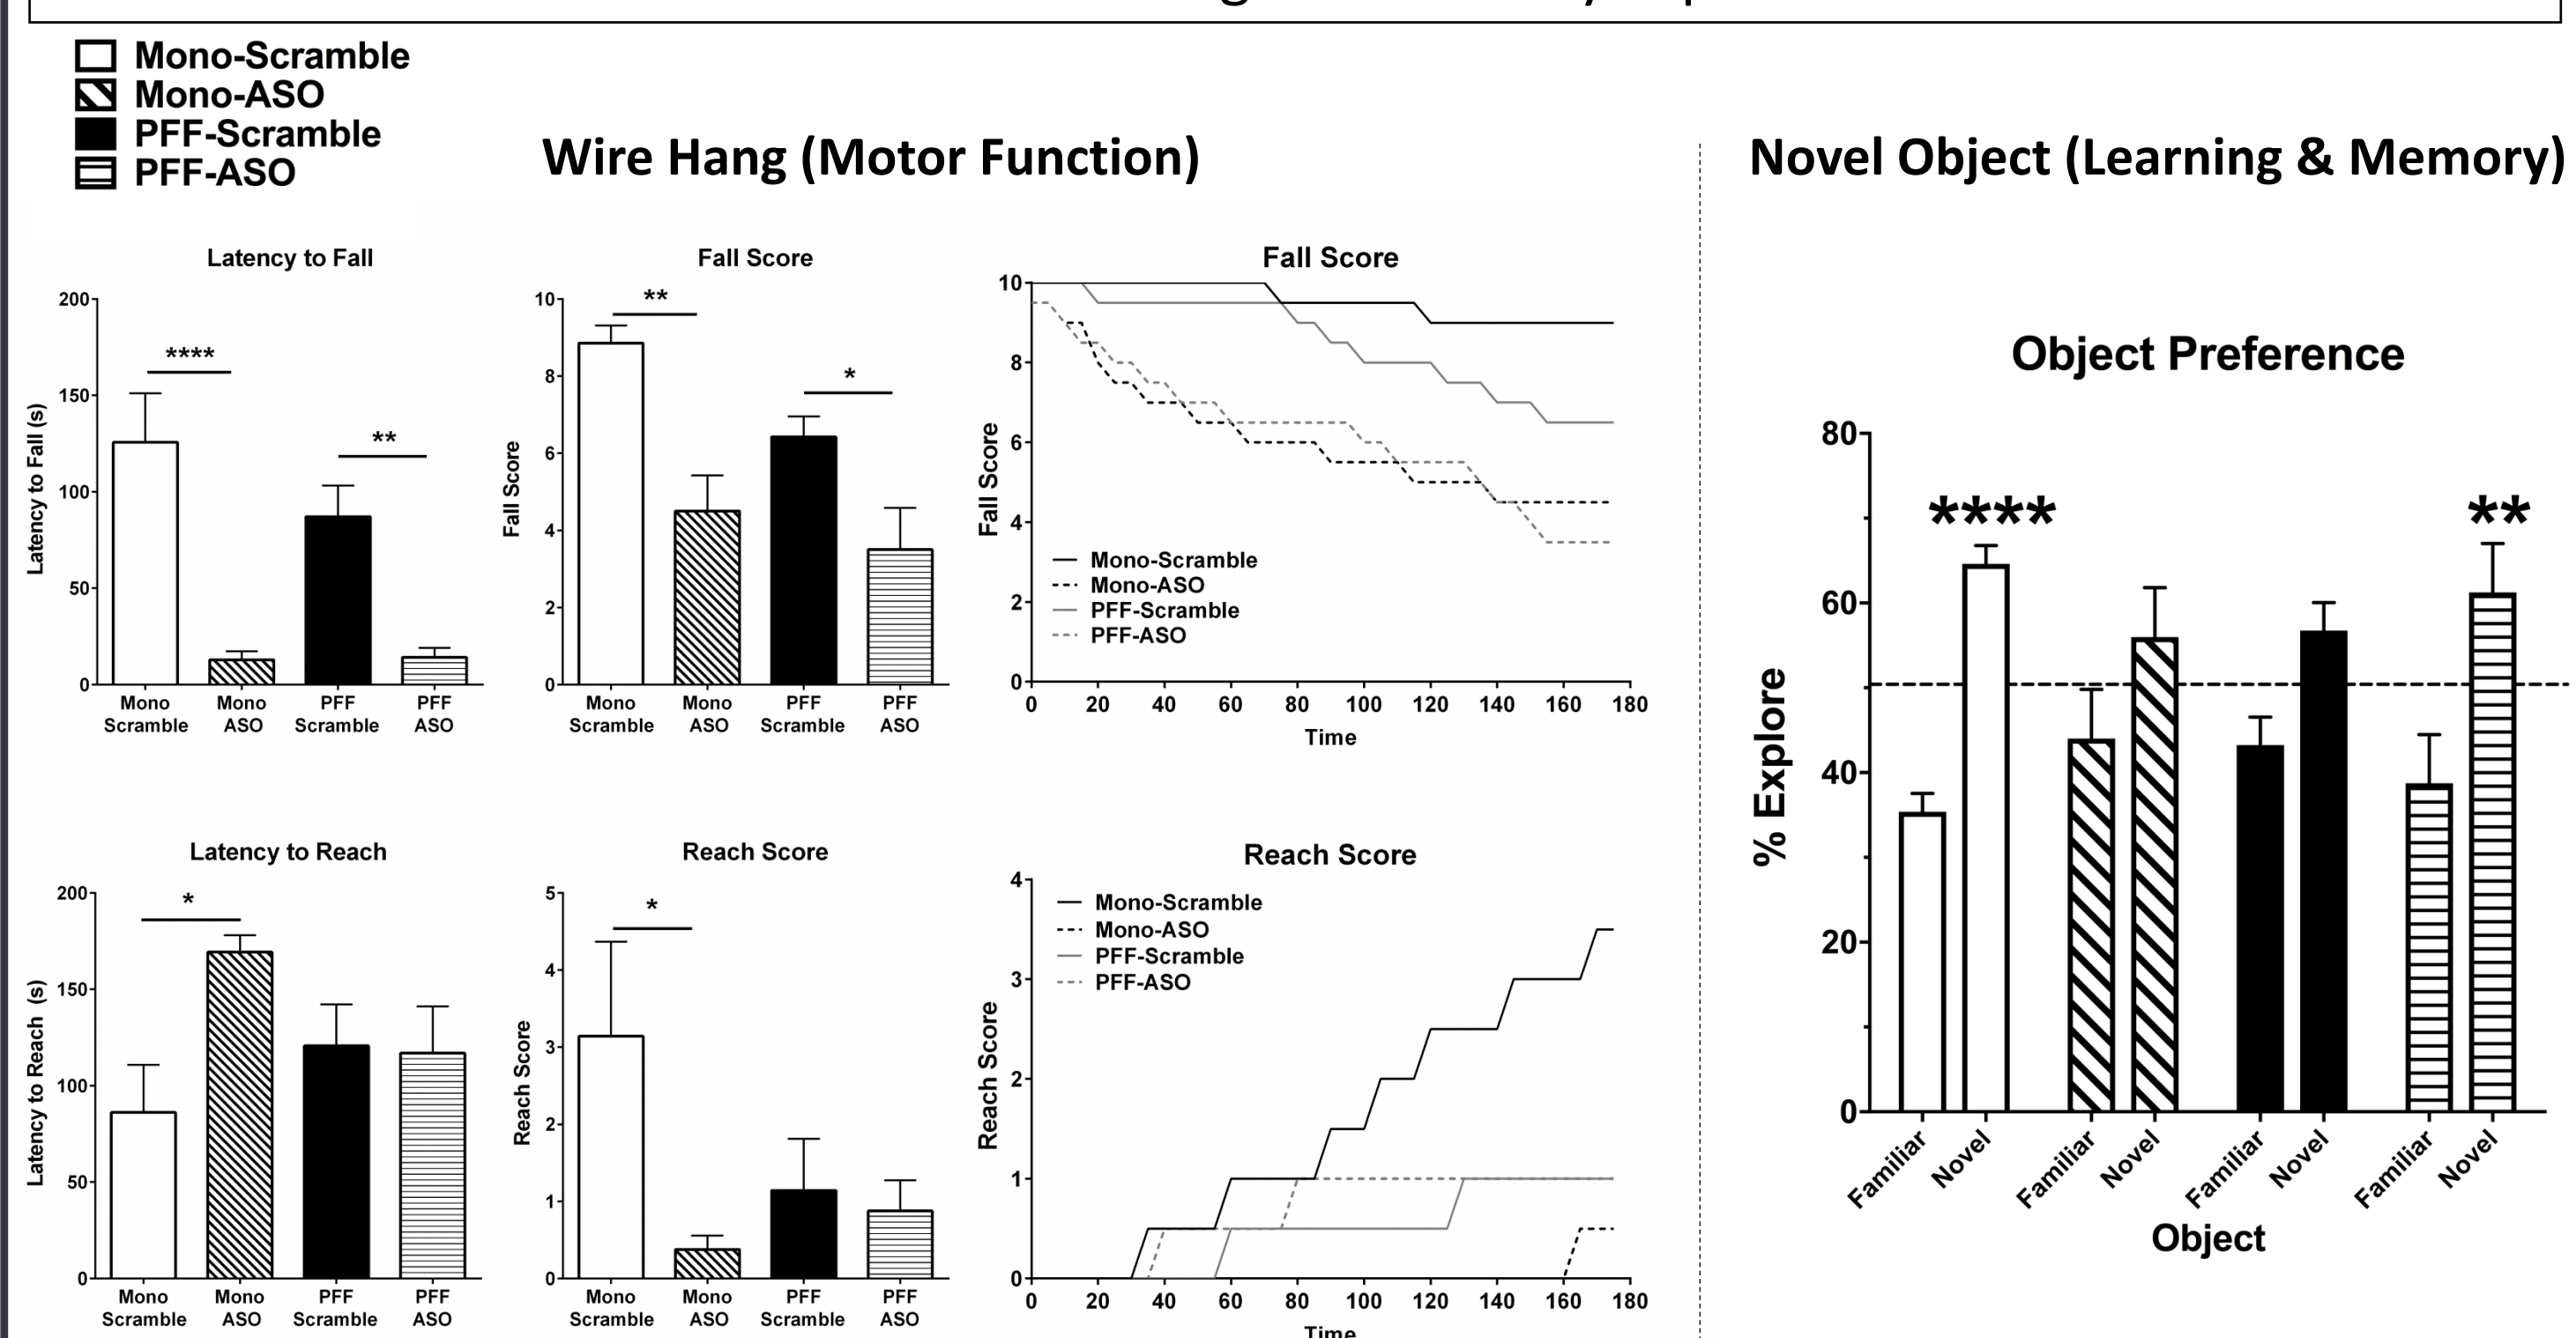 Mono-Scramble
Mono-ASO
PFF-Scramble
PFF-ASO
Wire Hang (Motor Function)
Novel Object (Learning & Memory)
Latency to Fall
Latency to Fall (s)
200
150
100
50
0
****
**
Mono Scramble
Mono ASO
PFF Scramble
PFF ASO
Fall Score
Fall Score
10
8
6
4
2
0
**
*
Mono Scramble
Mono ASO
PFF Scramble
PFF ASO
Fall Score
Fall Score
10
8
6
4
2
0
Mono-Scramble
Mono-ASO
PFF-Scramble
PFF-ASO
0 20 40 60 80 100 120 140 160 180
Time
Latency to Reach
Latency to Reach (s)
200
150
100
50
0
*
Mono Scramble
Mono ASO
PFF Scramble
PFF ASO
Reach Score
Reach Score
5
4
3
2
1
0
*
Mono Scramble
Mono ASO
PFF Scramble
PFF ASO
Reach Score
Reach Score
4
3
2
1
0
Mono-Scramble
Mono-ASO
PFF-Scramble
PFF-ASO
0 20 40 60 80 100 120 140 160 180
Time
Object Preference
% Explore
80
60
40
20
0
****
**
Familiar
Novel
Familiar
Novel
Familiar
Novel
Familiar
Novel
Object